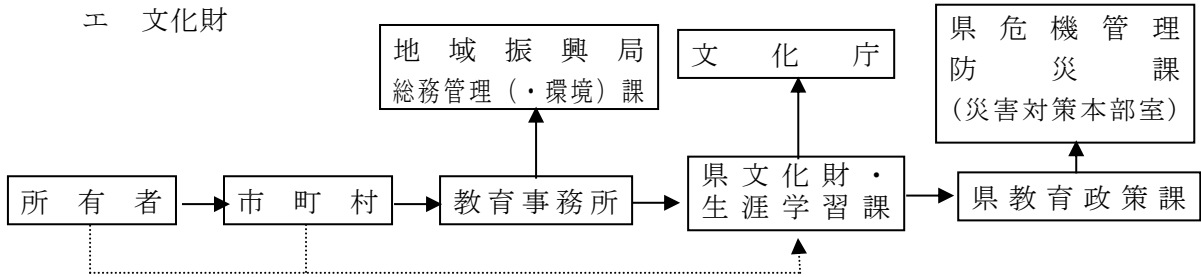 エ 文化財
地域振興局
総務管理（・環境）課
文化庁
県危機管理
防災課
（災害対策本部室）
所有者
市町村
教育事務所
県文化財・
生涯学習課
県教育政策課